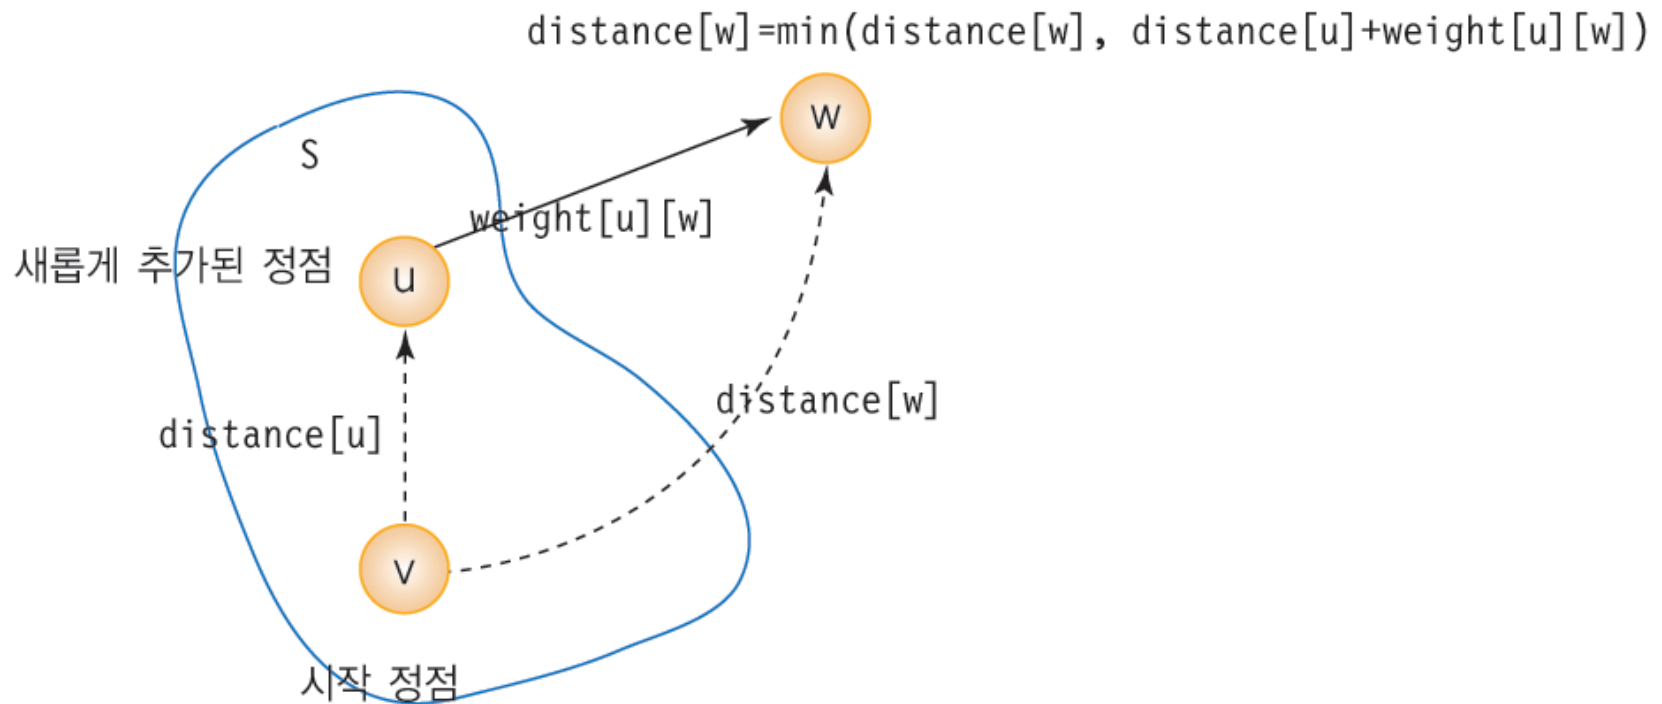 distance[w]=min(distance[w], distance[u]+weight[u][w])
w
S
weight[u][w]
새롭게 추가된 정점
u
distance[w]
distance[u]
v
시작 정점